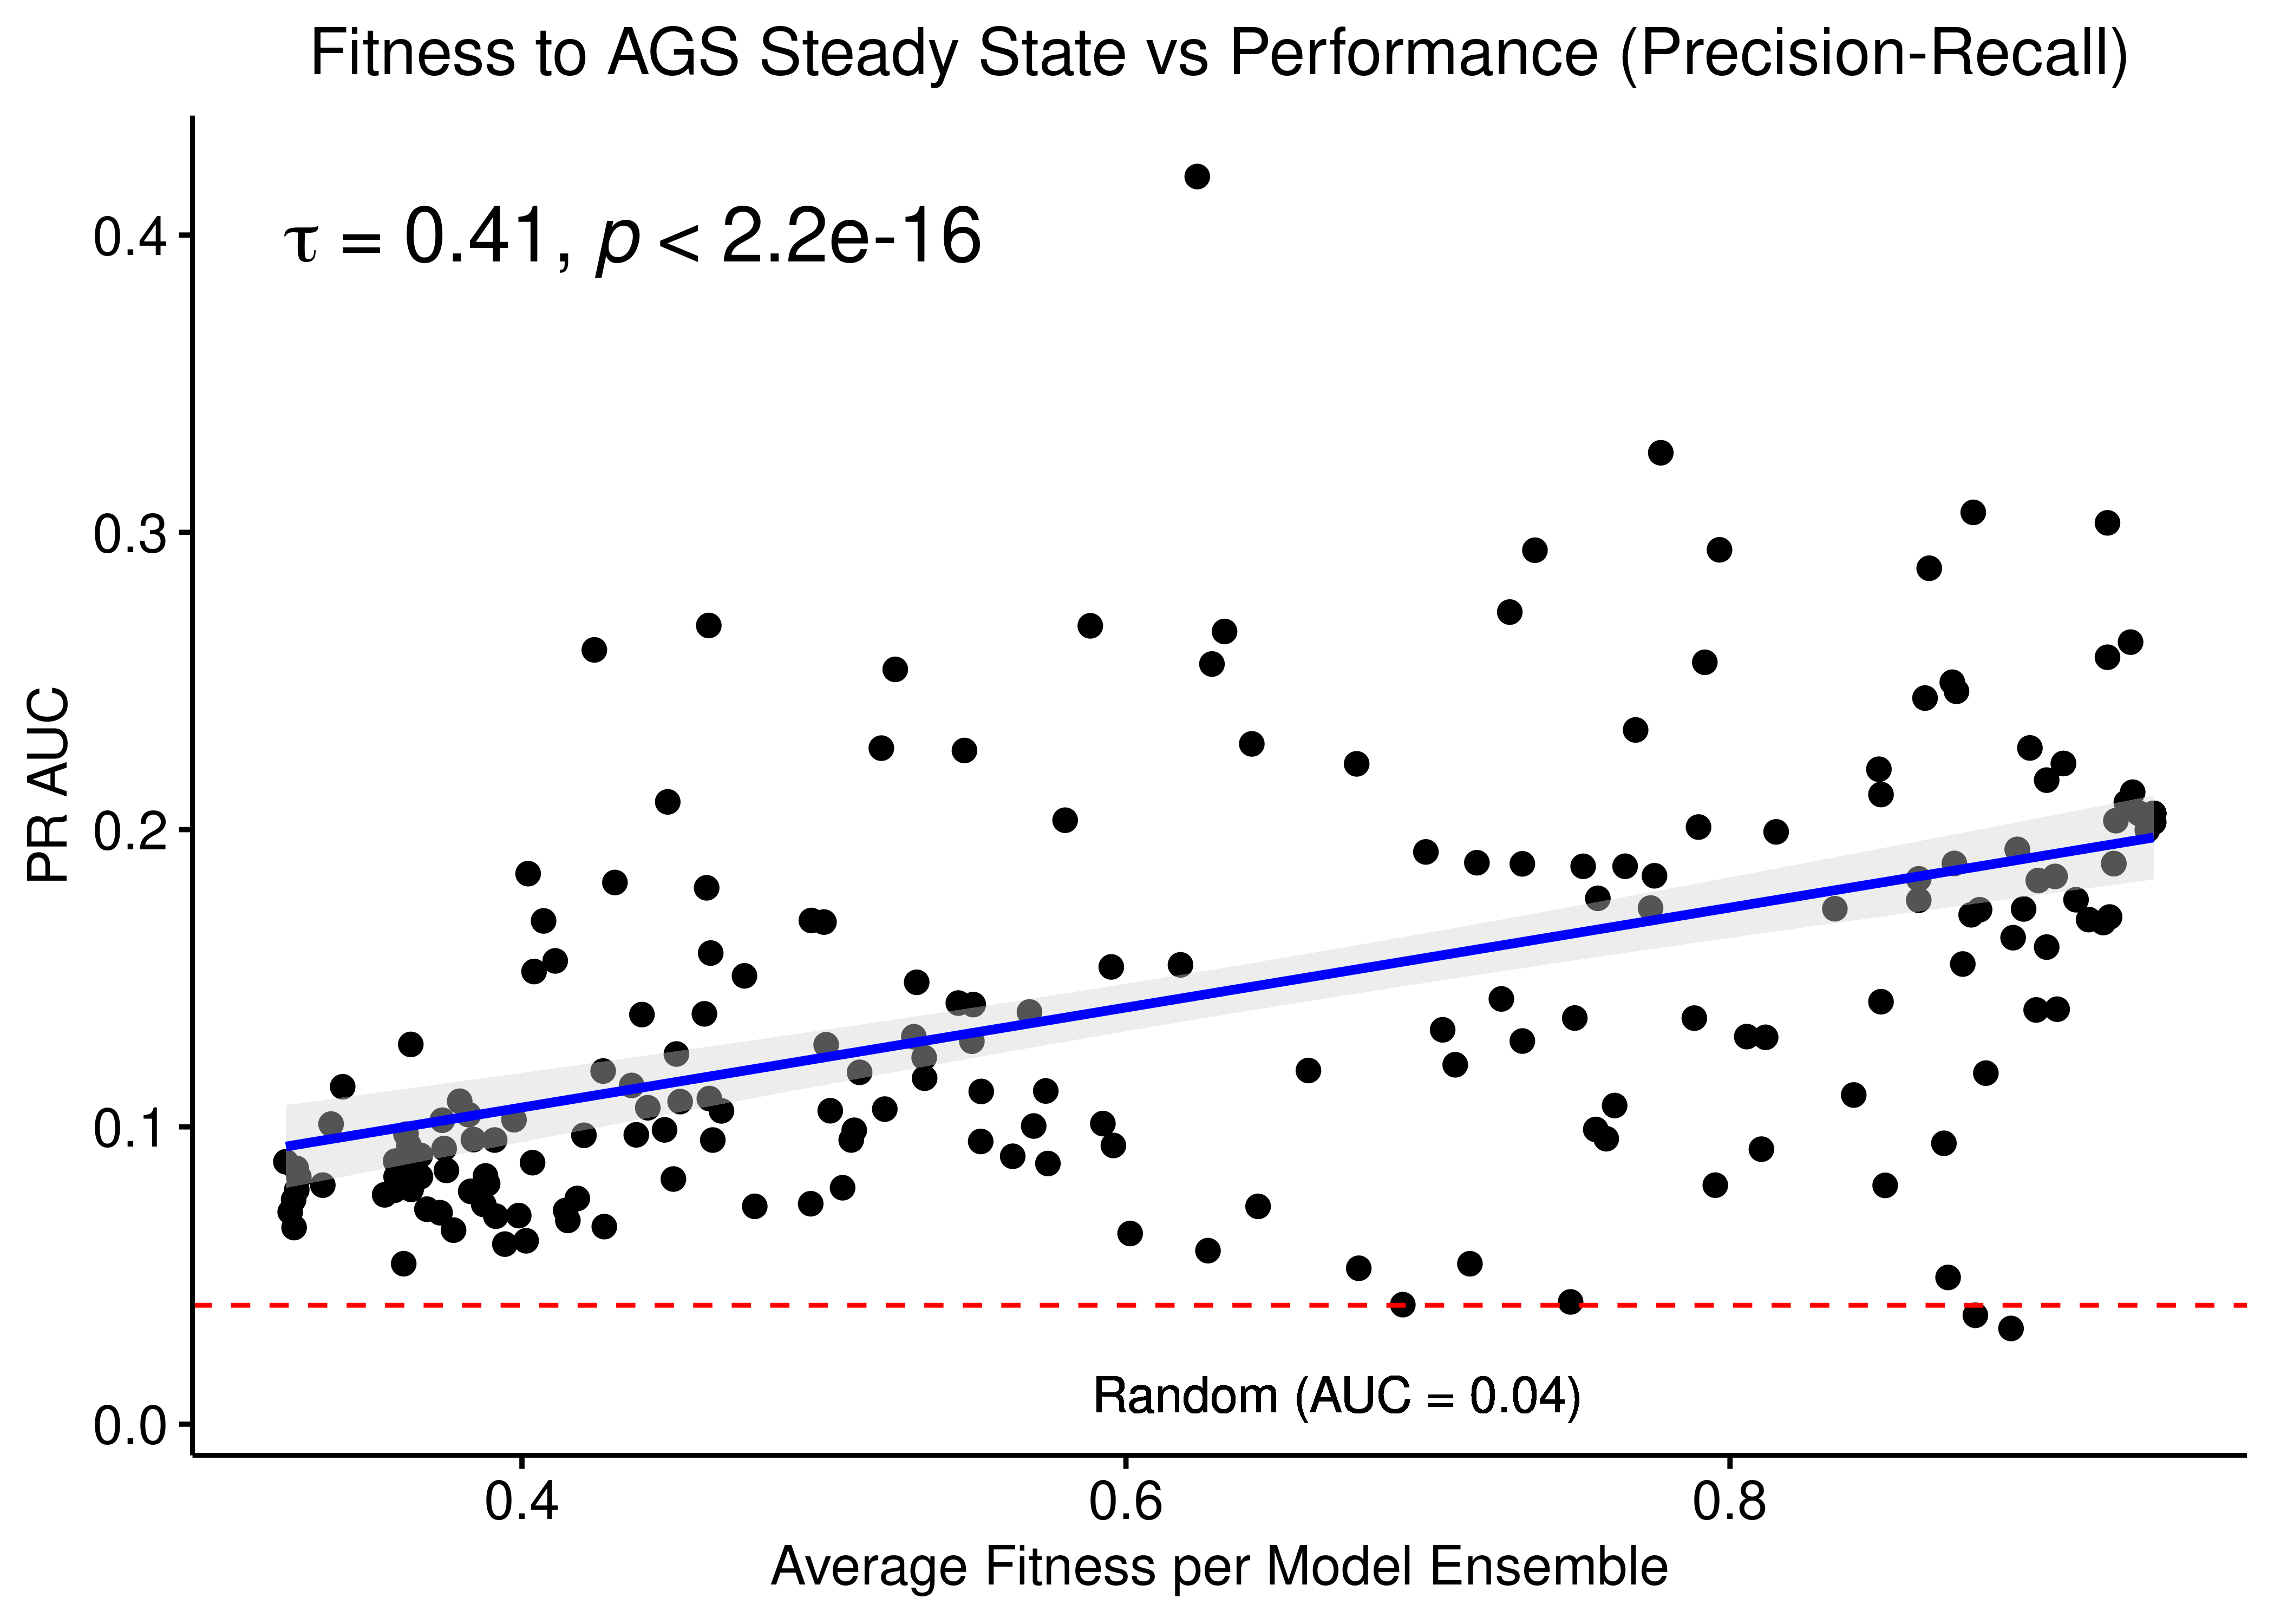 Fitness to AGS Steady State vs Performance (Precision-Recall)
τ = 0.41, p < 2.2e-16
0.4
0.3
0.2
0.1
0.0
PR AUC
Random (AUC = 0.04)
0.4 0.6 0.8
Average Fitness per Model Ensemble